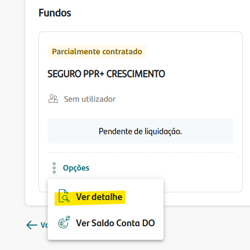 Fundos
Parcialmente contratado
SEGURO PPR+ CRESCIMENTO
Sem utilizador
Pendente de liquidação.
Opções
Ver detalhe
Ver Saldo Conta DO